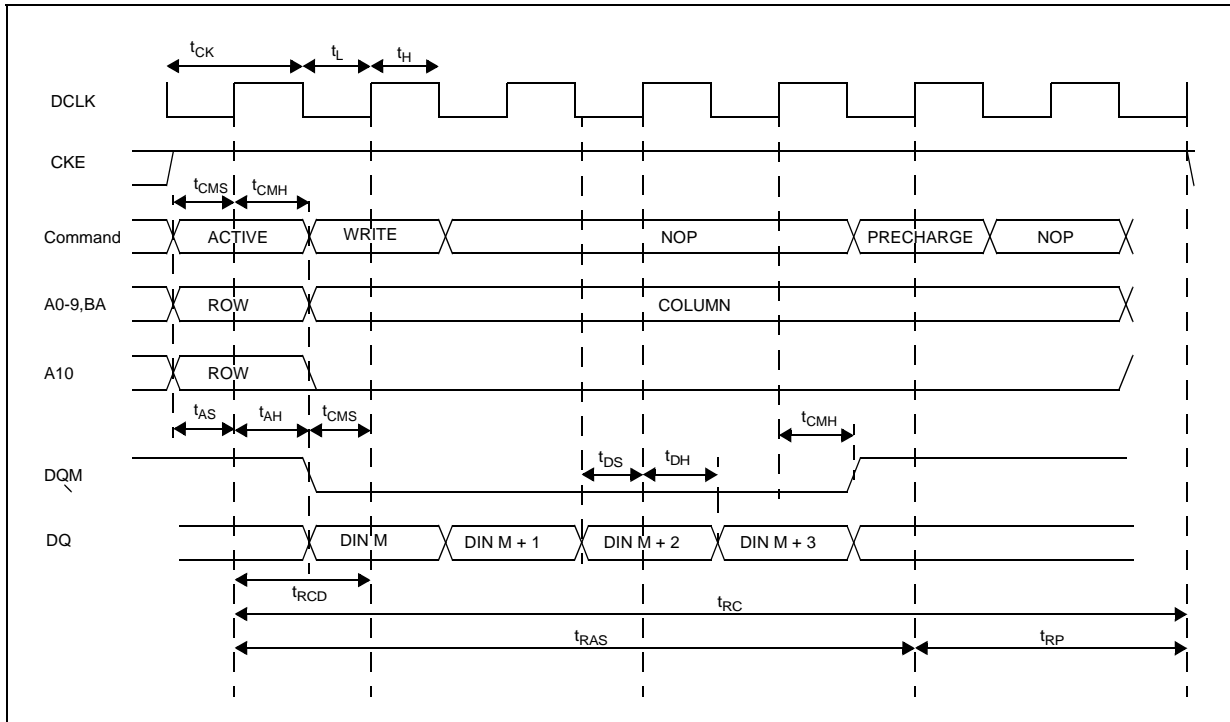 tCK tL tH
DCLK
CKE
tCMS tCMH
Command ACTIVE WRITE NOP PRECHARGE NOP
A0-9,BA ROW COLUMN
A10 ROW
tAS tAH tCMS tCMH
DQM tDS tDH
DQ DIN M DIN M + 1 DIN M + 2 DIN M + 3
tRCD tRC
tRAS tRP